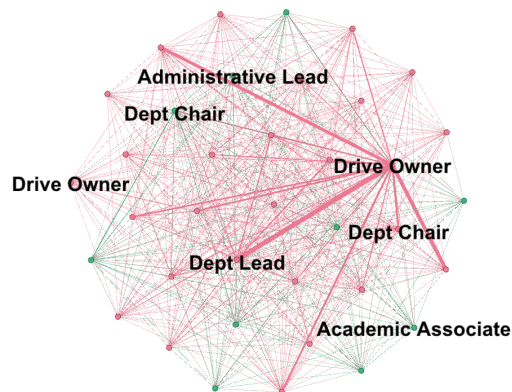 Administrative Lead
Dept Chair
Drive Owner
Drive Owner
Dept Chair
Dept Lead
Academic Associate